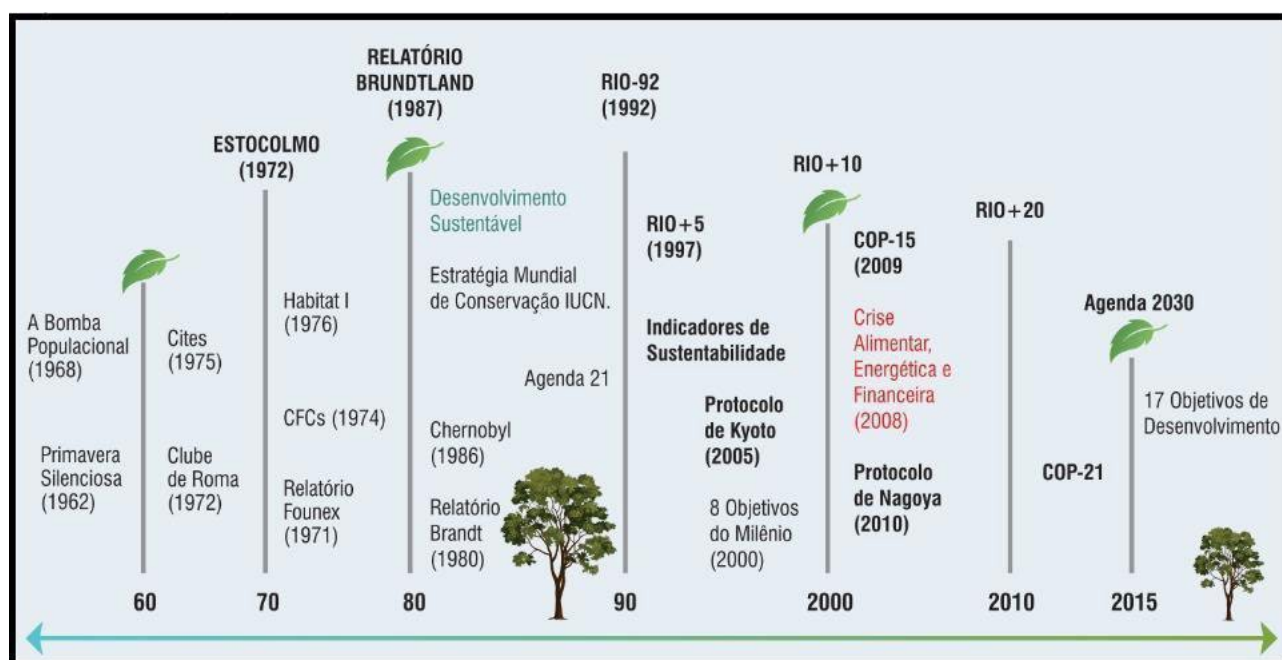 RELATÓRIO
BRUNDTLAND
(1987)
RIO-92
(1992)
ESTOCOLMO
(1972)
RIO+10
Desenvolvimento
Sustentável
RIO+5
(1997)
RIO+20
COP-15
(2009
Estratégia Mundial
de Conservação IUCN.
Habitat I
(1976)
Agenda 2030
A Bomba
Populacional
(1968)
Cites
(1975)
Indicadores de
Sustentabilidade
Crise
Alimentar,
Energética e
Financeira
(2008)
Agenda 21
17 Objetivos de
Desenvolvimento
CFCs (1974)
Chernobyl
(1986)
Protocolo
de Kyoto
(2005)
Primavera
Silenciosa
(1962)
Clube
de Roma
(1972)
COP-21
Protocolo
de Nagoya
(2010)
Relatório
Founex
(1971)
Relatório
Brandt
(1980)
8 Objetivos
do Milênio
(2000)
60
70
80
90
2000
2010
2015